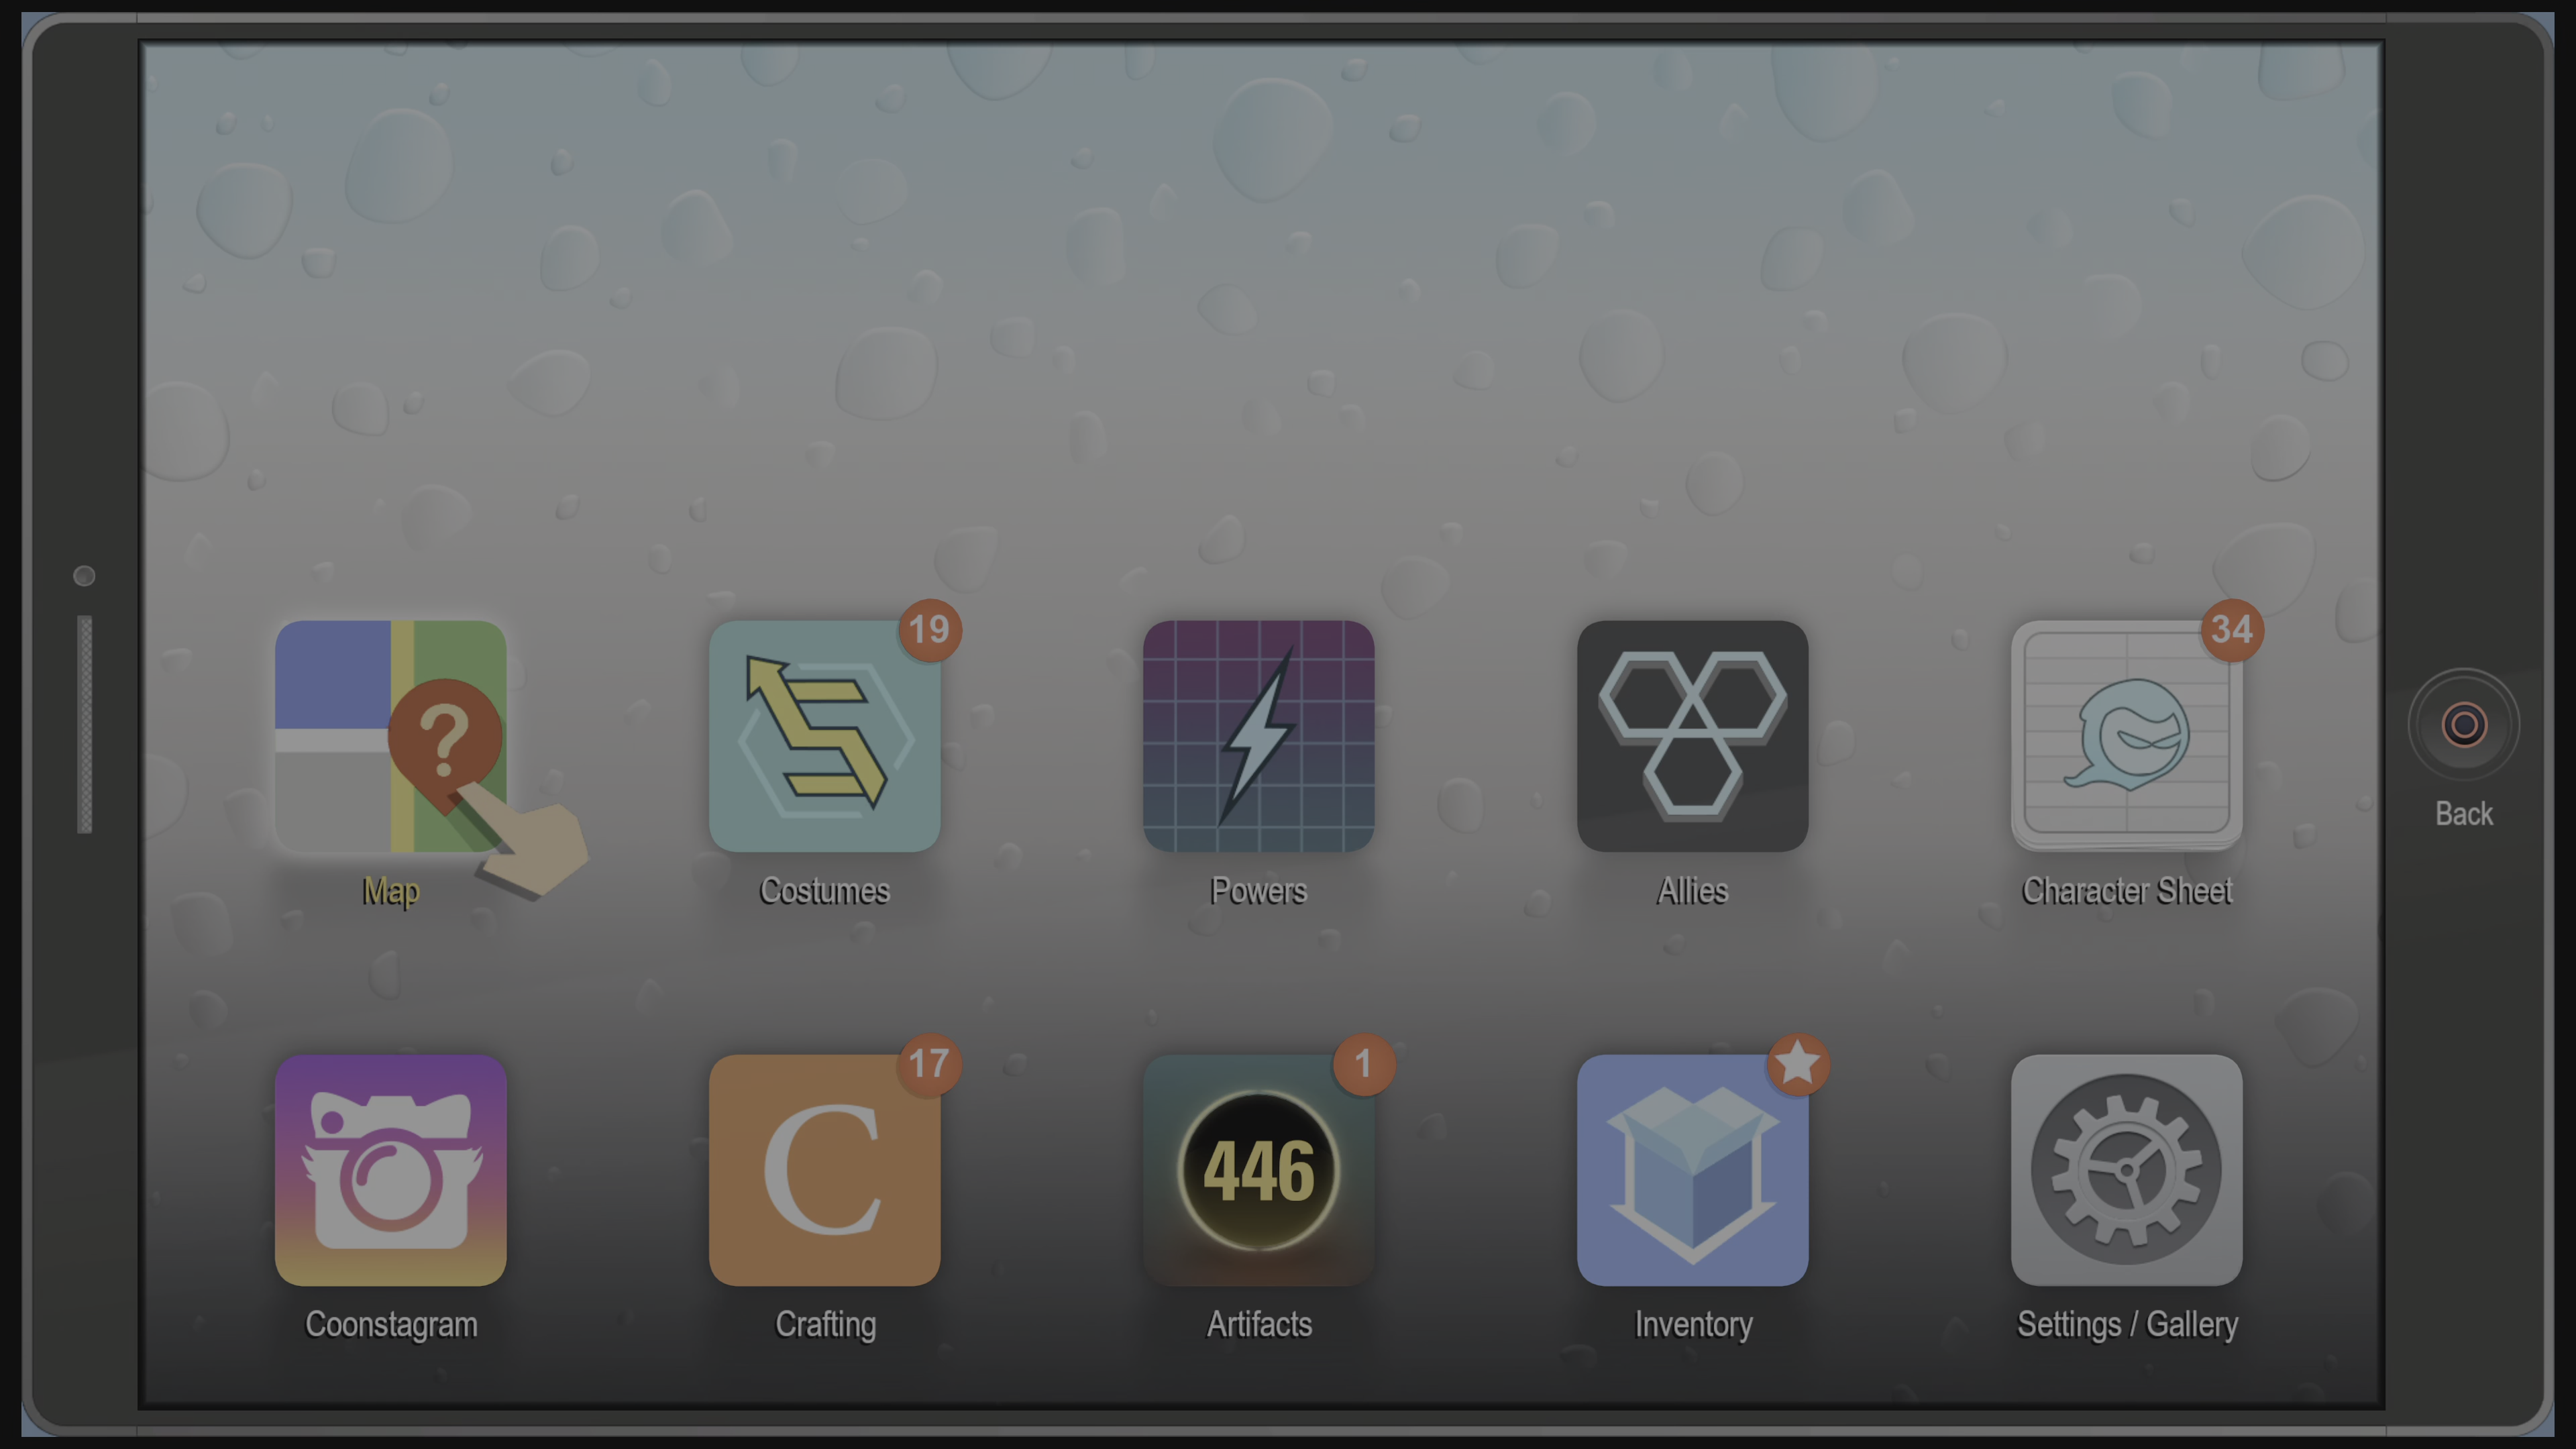 19
34
?
Map
Costumes
Powers
Allies
Character Sheet
Back
17
1
C
446
Coonstagram
Crafting
Artifacts
Inventory
Settings / Gallery